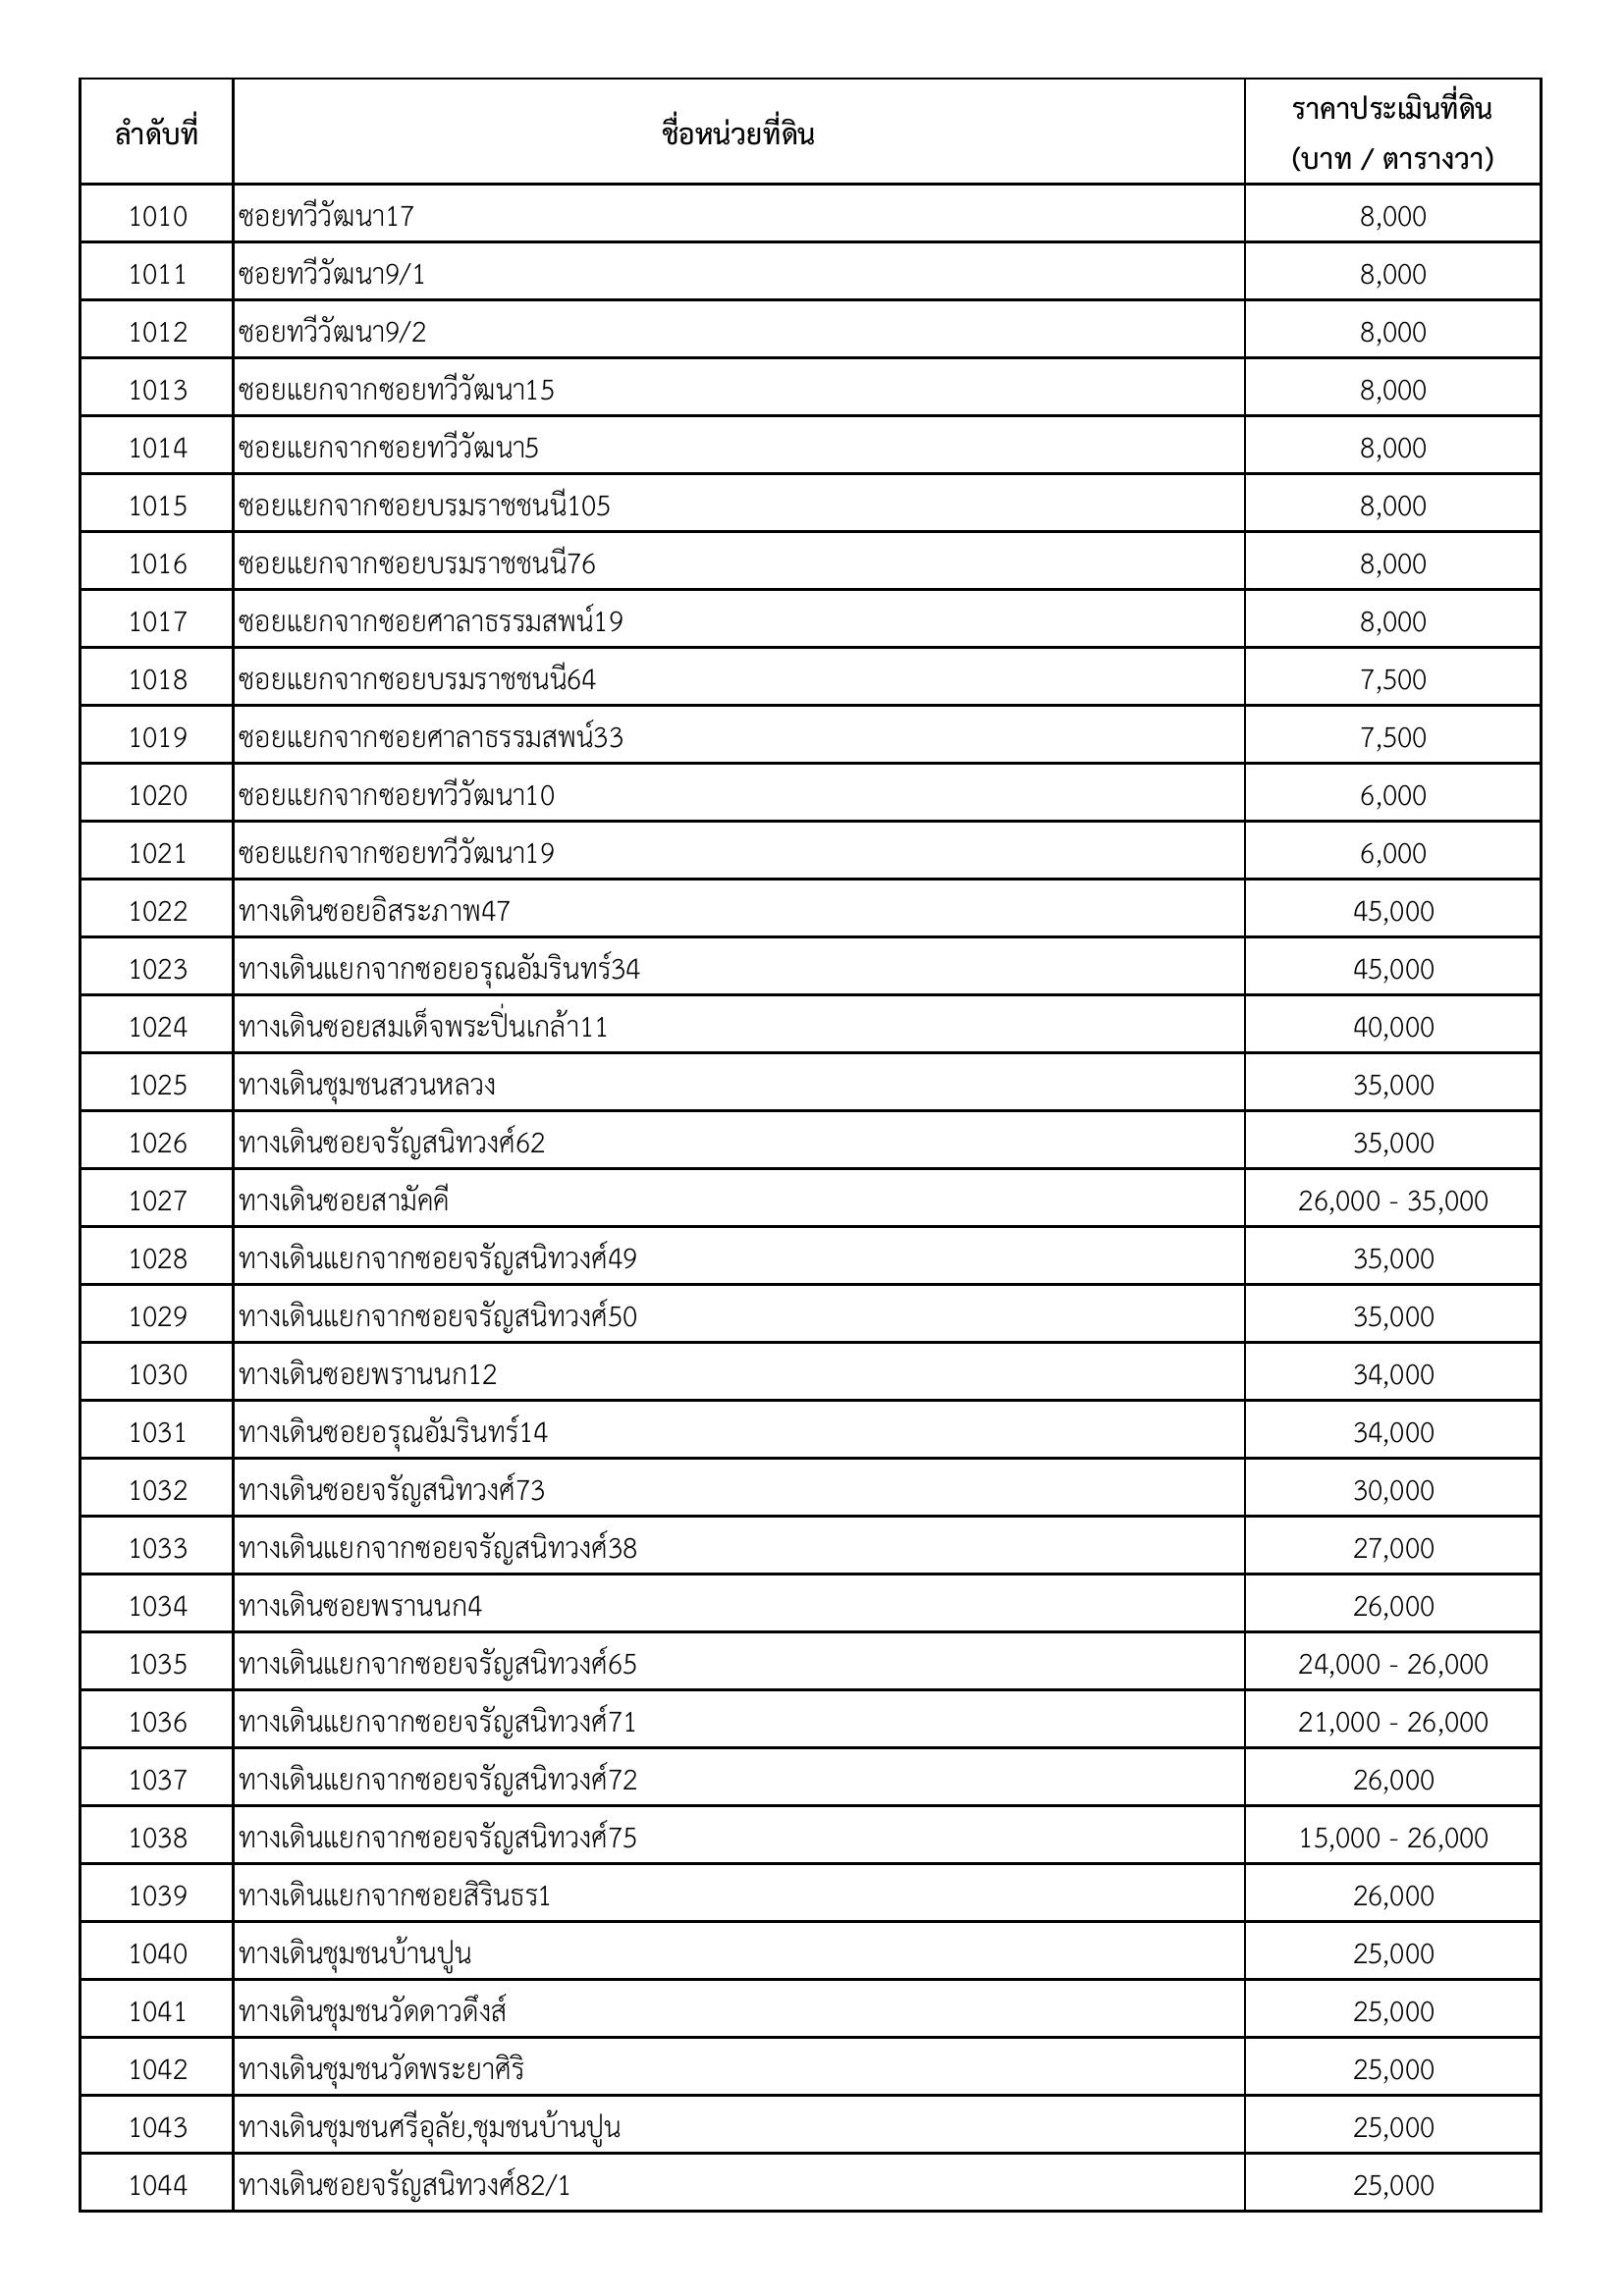 ลำดับที่ ชื่อหน่วยที่ดิน ราคาประเมินที่ดิน
(บาท / ตารางวา)
1010 ซอยทวีวัฒนา17 8,000
1011 ซอยทวีวัฒนา9/1 8,000
1012 ซอยทวีวัฒนา9/2 8,000
1013 ซอยแยกจากซอยทวีวัฒนา15 8,000
1014 ซอยแยกจากซอยทวีวัฒนา5 8,000
1015 ซอยแยกจากซอยบรมราชชนนี105 8,000
1016 ซอยแยกจากซอยบรมราชชนนี76 8,000
1017 ซอยแยกจากซอยศาลาธรรมสพน์19 8,000
1018 ซอยแยกจากซอยบรมราชชนนี64 7,500
1019 ซอยแยกจากซอยศาลาธรรมสพน์33 7,500
1020 ซอยแยกจากซอยทวีวัฒนา10 6,000
1021 ซอยแยกจากซอยทวีวัฒนา19 6,000
1022 ทางเดินซอยอิสระภาพ47 45,000
1023 ทางเดินแยกจากซอยอรุณอัมรินทร์34 45,000
1024 ทางเดินซอยสมเด็จพระปิ่นเกล้า11 40,000
1025 ทางเดินชุมชนสวนหลวง 35,000
1026 ทางเดินซอยจรัญสนิทวงศ์62 35,000
1027 ทางเดินซอยสามัคคี 26,000 - 35,000
1028 ทางเดินแยกจากซอยจรัญสนิทวงศ์49 35,000
1029 ทางเดินแยกจากซอยจรัญสนิทวงศ์50 35,000
1030 ทางเดินซอยพรานนก12 34,000
1031 ทางเดินซอยอรุณอัมรินทร์14 34,000
1032 ทางเดินซอยจรัญสนิทวงศ์73 30,000
1033 ทางเดินแยกจากซอยจรัญสนิทวงศ์38 27,000
1034 ทางเดินซอยพรานนก4 26,000
1035 ทางเดินแยกจากซอยจรัญสนิทวงศ์65 24,000 - 26,000
1036 ทางเดินแยกจากซอยจรัญสนิทวงศ์71 21,000 - 26,000
1037 ทางเดินแยกจากซอยจรัญสนิทวงศ์72 26,000
1038 ทางเดินแยกจากซอยจรัญสนิทวงศ์75 15,000 - 26,000
1039 ทางเดินแยกจากซอยสิรินธร1 26,000
1040 ทางเดินชุมชนบ้านปูน 25,000
1041 ทางเดินชุมชนวัดดาวดึงส์ 25,000
1042 ทางเดินชุมชนวัดพระยาศิริ 25,000
1043 ทางเดินชุมชนศรีอุลัย,ชุมชนบ้านปูน 25,000
1044 ทางเดินซอยจรัญสนิทวงศ์82/1 25,000